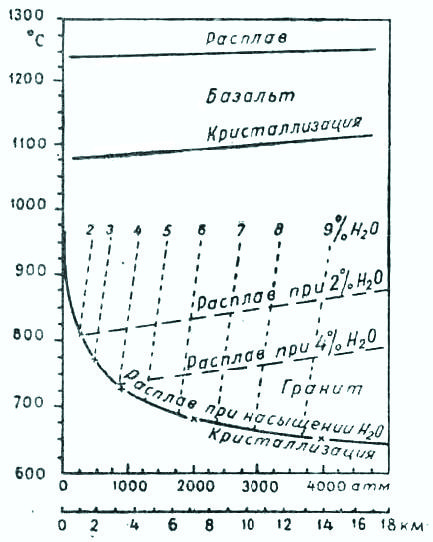 1300
°С
1200
1100
1000
900
800
700
600
Расплав
Базальт
Кристаллизация
2 3 4 5 6 7 8 9% H₂O
Расплав при 2% H₂O
Расплав при 4% H₂O
Гранит
Расплав при насыщении H₂O
Кристаллизация
0 1000 2000 3000 4000 атм
0 2 4 6 8 10 12 14 16 18 км